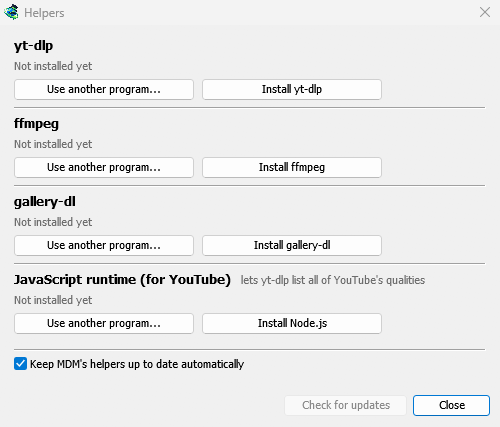 Helpers
yt-dlp
Not installed yet
Use another program... Install yt-dlp
ffmpeg
Not installed yet
Use another program... Install ffmpeg
gallery-dl
Not installed yet
Use another program... Install gallery-dl
JavaScript runtime (for YouTube) lets yt-dlp list all of YouTube's qualities
Not installed yet
Use another program... Install Node.js
Keep MDM's helpers up to date automatically
Check for updates Close